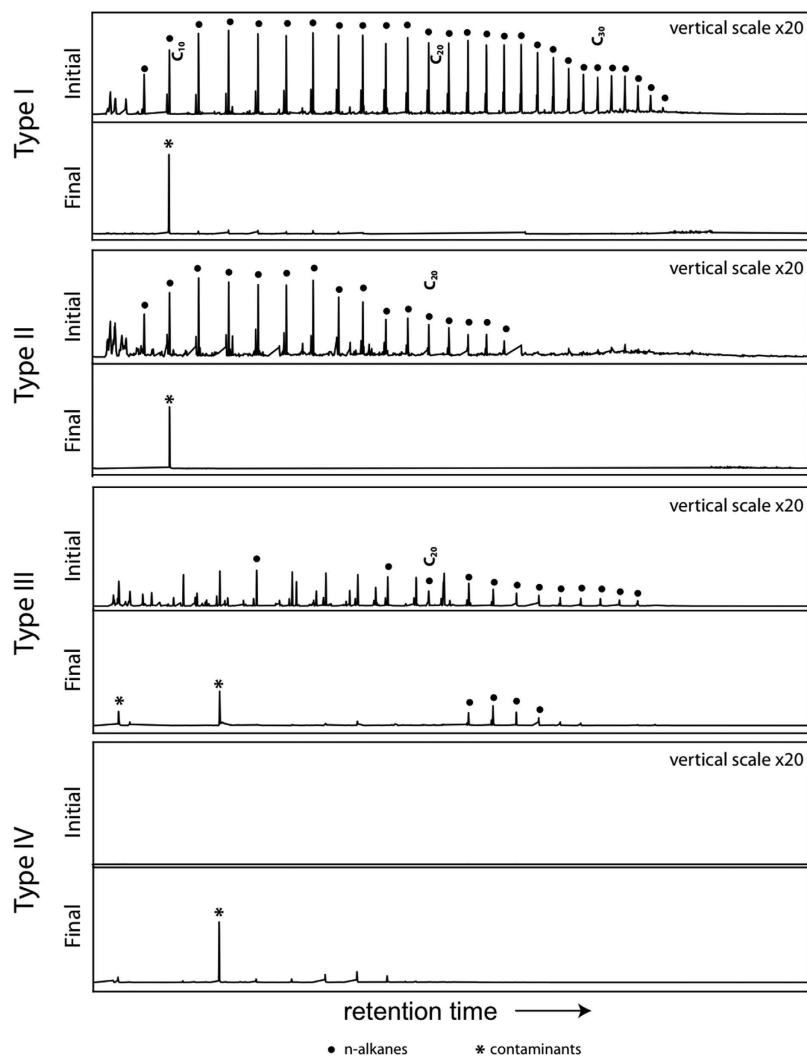 Type I
Initial
C10
C20
C30
vertical scale x20
Final
*
Type II
Initial
C20
vertical scale x20
Final
*
Type III
Initial
C20
vertical scale x20
Final
*
*
Type IV
Initial
vertical scale x20
Final
*
retention time
n-alkanes
* contaminants